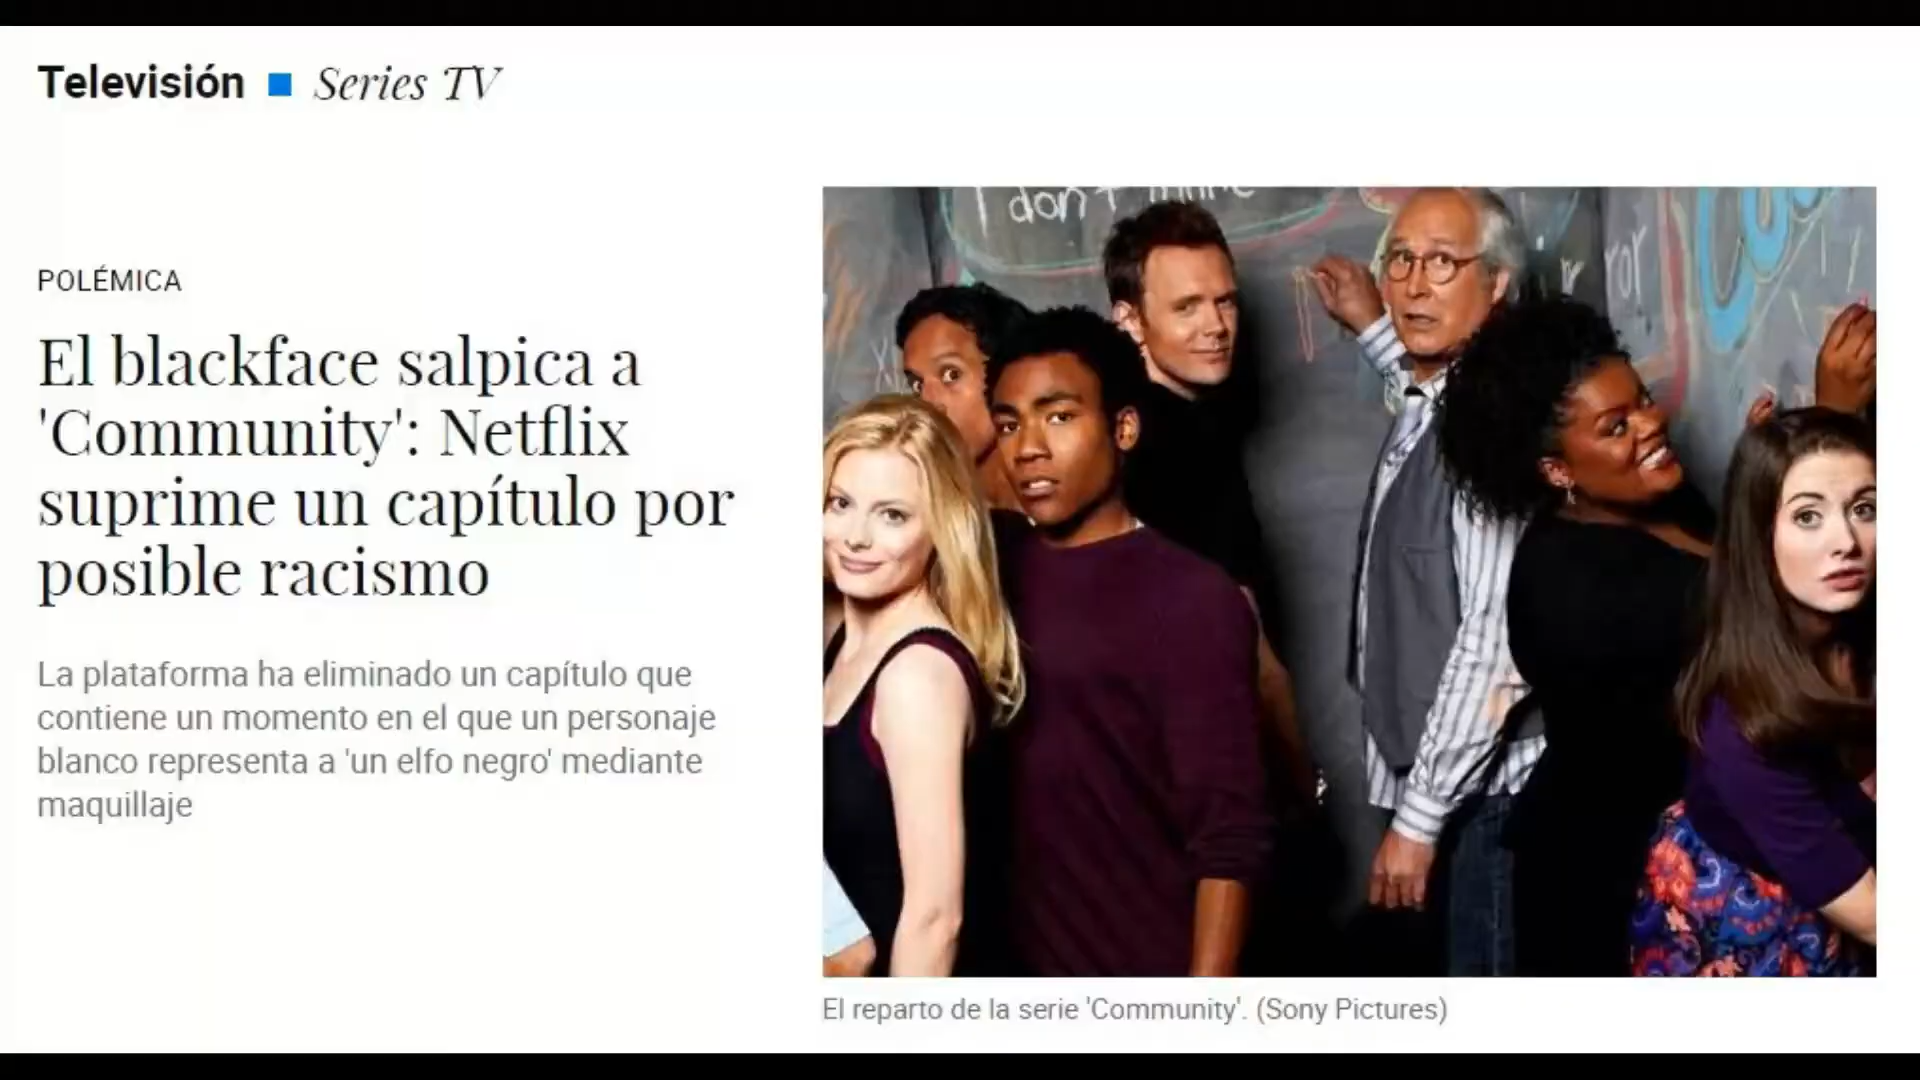 Televisión Series TV
POLÉMICA
El blackface salpica a
'Community': Netflix
suprime un capítulo por
posible racismo
La plataforma ha eliminado un capítulo que
contiene un momento en el que un personaje
blanco representa a 'un elfo negro' mediante
maquillaje
I don't
El reparto de la serie 'Community'. (Sony Pictures)